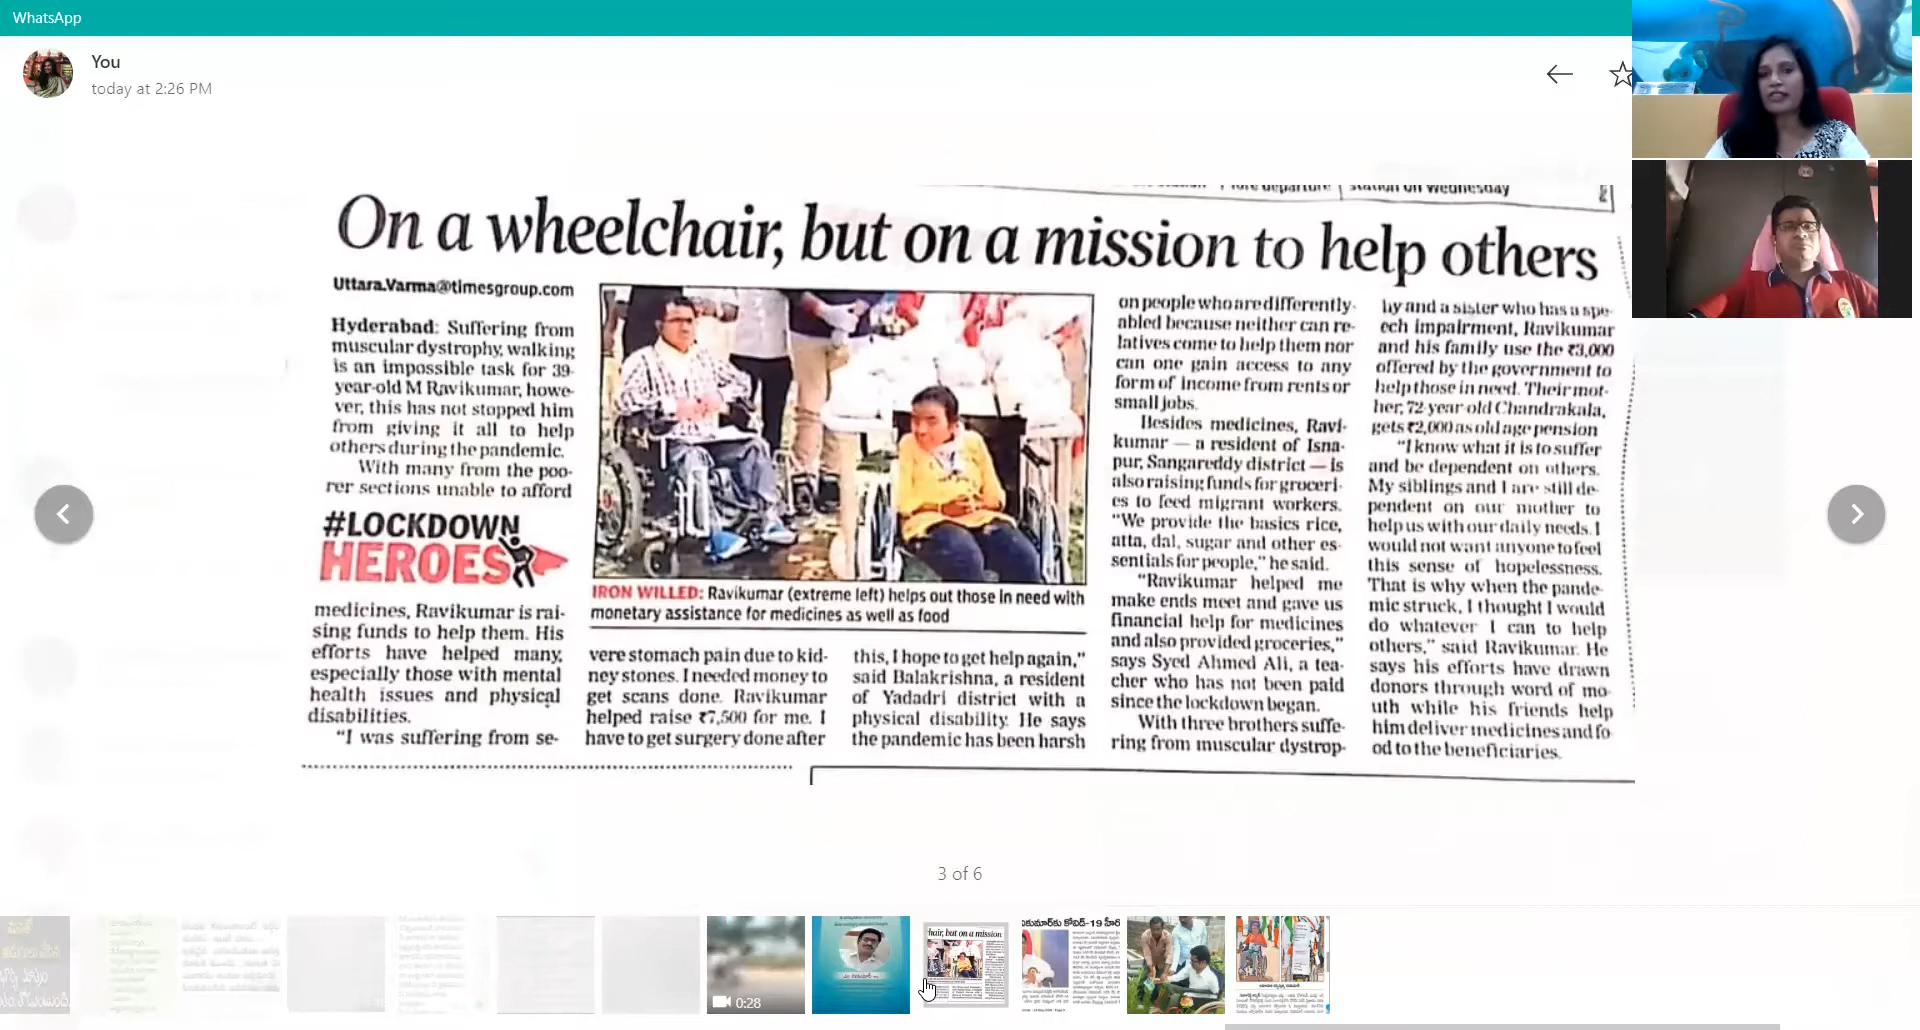 WhatsApp
You
today at 2:26 PM
station on Wednesday
On a wheelchair, but on a mission to help others
Uttara.Varma@timesgroup.com
Hyderabad: Suffering from
muscular dystrophy, walking
is an impossible task for 39-
year-old M Ravikumar, howe-
ver, this has not stopped him
from giving it all to help
others during the pandemic.
With many from the poo-
rer sections unable to afford
#LOCKDOWN
HEROES
medicines, Ravikumar is rai-
sing funds to help them. His
efforts have helped many,
especially those with mental
health issues and physical
disabilities.
"I was suffering from se-
IRON WILLED: Ravikumar (extreme left) helps out those in need with
monetary assistance for medicines as well as food
vere stomach pain due to kid-
ney stones. I needed money to
get scans done. Ravikumar
helped raise ₹7,500 for me. I
have to get surgery done after
this, I hope to get help again,"
said Balakrishna, a resident
of Yadadri district with a
physical disability. He says
the pandemic has been harsh
on people who are differently-
abled because neither can re-
latives come to help them nor
can one gain access to any
form of income from rents or
small jobs.
Besides medicines, Ravi-
kumar — a resident of Isna-
pur, Sangareddy district — is
also raising funds for groceri-
es to feed migrant workers.
"We provide the basics rice,
atta, dal, sugar and other es-
sentials for people," he said.
"Ravikumar helped me
make ends meet and gave us
financial help for medicines
and also provided groceries,"
says Syed Ahmed Ali, a tea-
cher who has not been paid
since the lockdown began.
With three brothers suffe-
ring from muscular dystrop-
hy and a sister who has a spe-
ech impairment, Ravikumar
and his family use the ₹3,000
offered by the government to
help those in need. Their mot-
her, 72-year-old Chandrakala,
gets ₹2,000 as old age pension
"I know what it is to suffer
and be dependent on others.
My siblings and I are still de-
pendent on our mother to
help us with our daily needs. I
would not want anyone to feel
this sense of hopelessness.
That is why when the pande-
mic struck, I thought I would
do whatever I can to help
others," said Ravikumar. He
says his efforts have drawn
donors through word of mo-
uth while his friends help
him deliver medicines and fo-
od to the beneficiaries.
3 of 6
0:28
hair, but on a mission